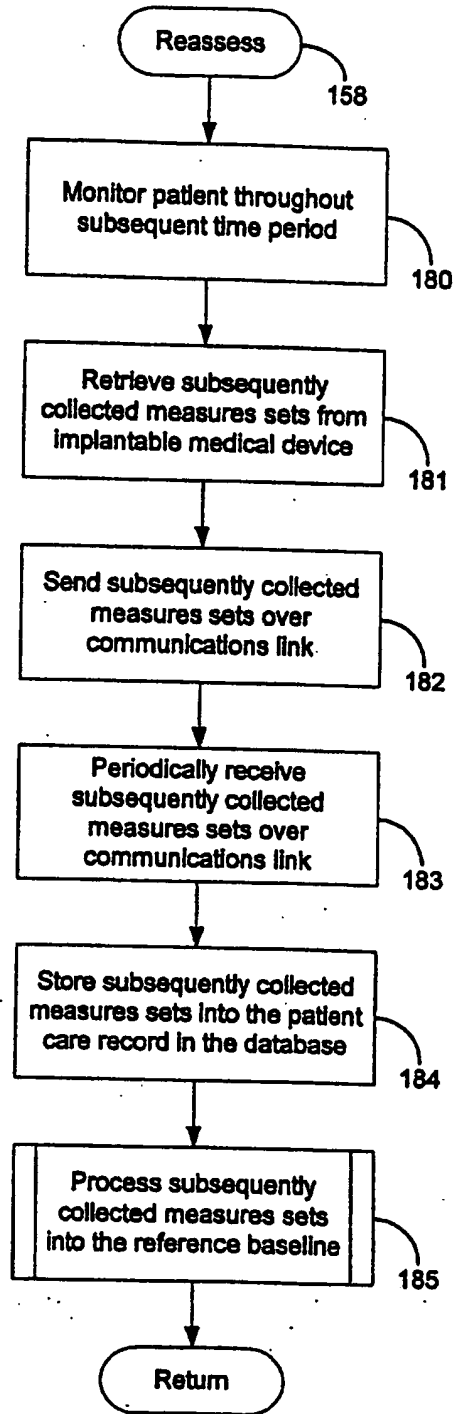 Reassess
158
Monitor patient throughout
subsequent time period
180
Retrieve subsequently
collected measures sets from
implantable medical device
181
Send subsequently collected
measures sets over
communications link
182
Periodically receive
subsequently collected
measures sets over
communications link
183
Store subsequently collected
measures sets into the patient
care record in the database
184
Process subsequently
collected measures sets
into the reference baseline
185
Return